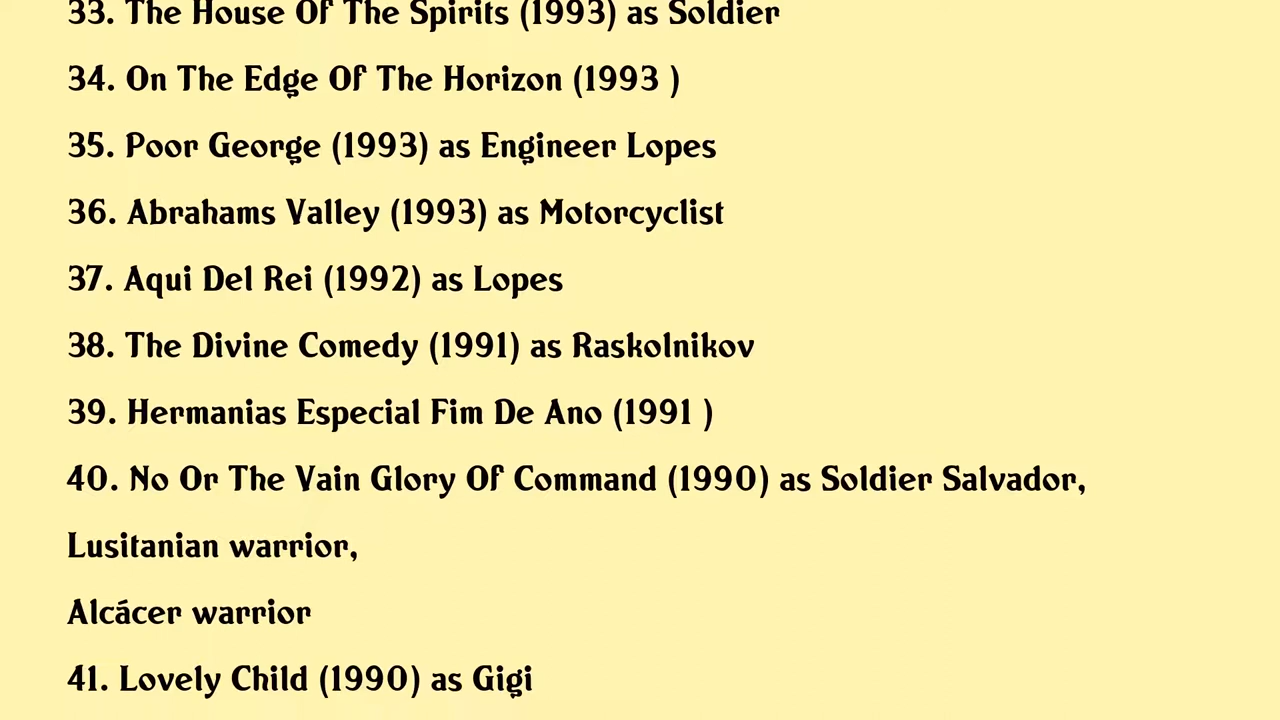 33. The House Of The Spirits (1993) as Soldier
34. On The Edge Of The Horizon (1993 )
35. Poor George (1993) as Engineer Lopes
36. Abrahams Valley (1993) as Motorcyclist
37. Aqui Del Rei (1992) as Lopes
38. The Divine Comedy (1991) as Raskolnikov
39. Hermanias Especial Fim De Ano (1991 )
40. No Or The Vain Glory Of Command (1990) as Soldier Salvador,
Lusitanian warrior,
Alcácer warrior
41. Lovely Child (1990) as Gigi